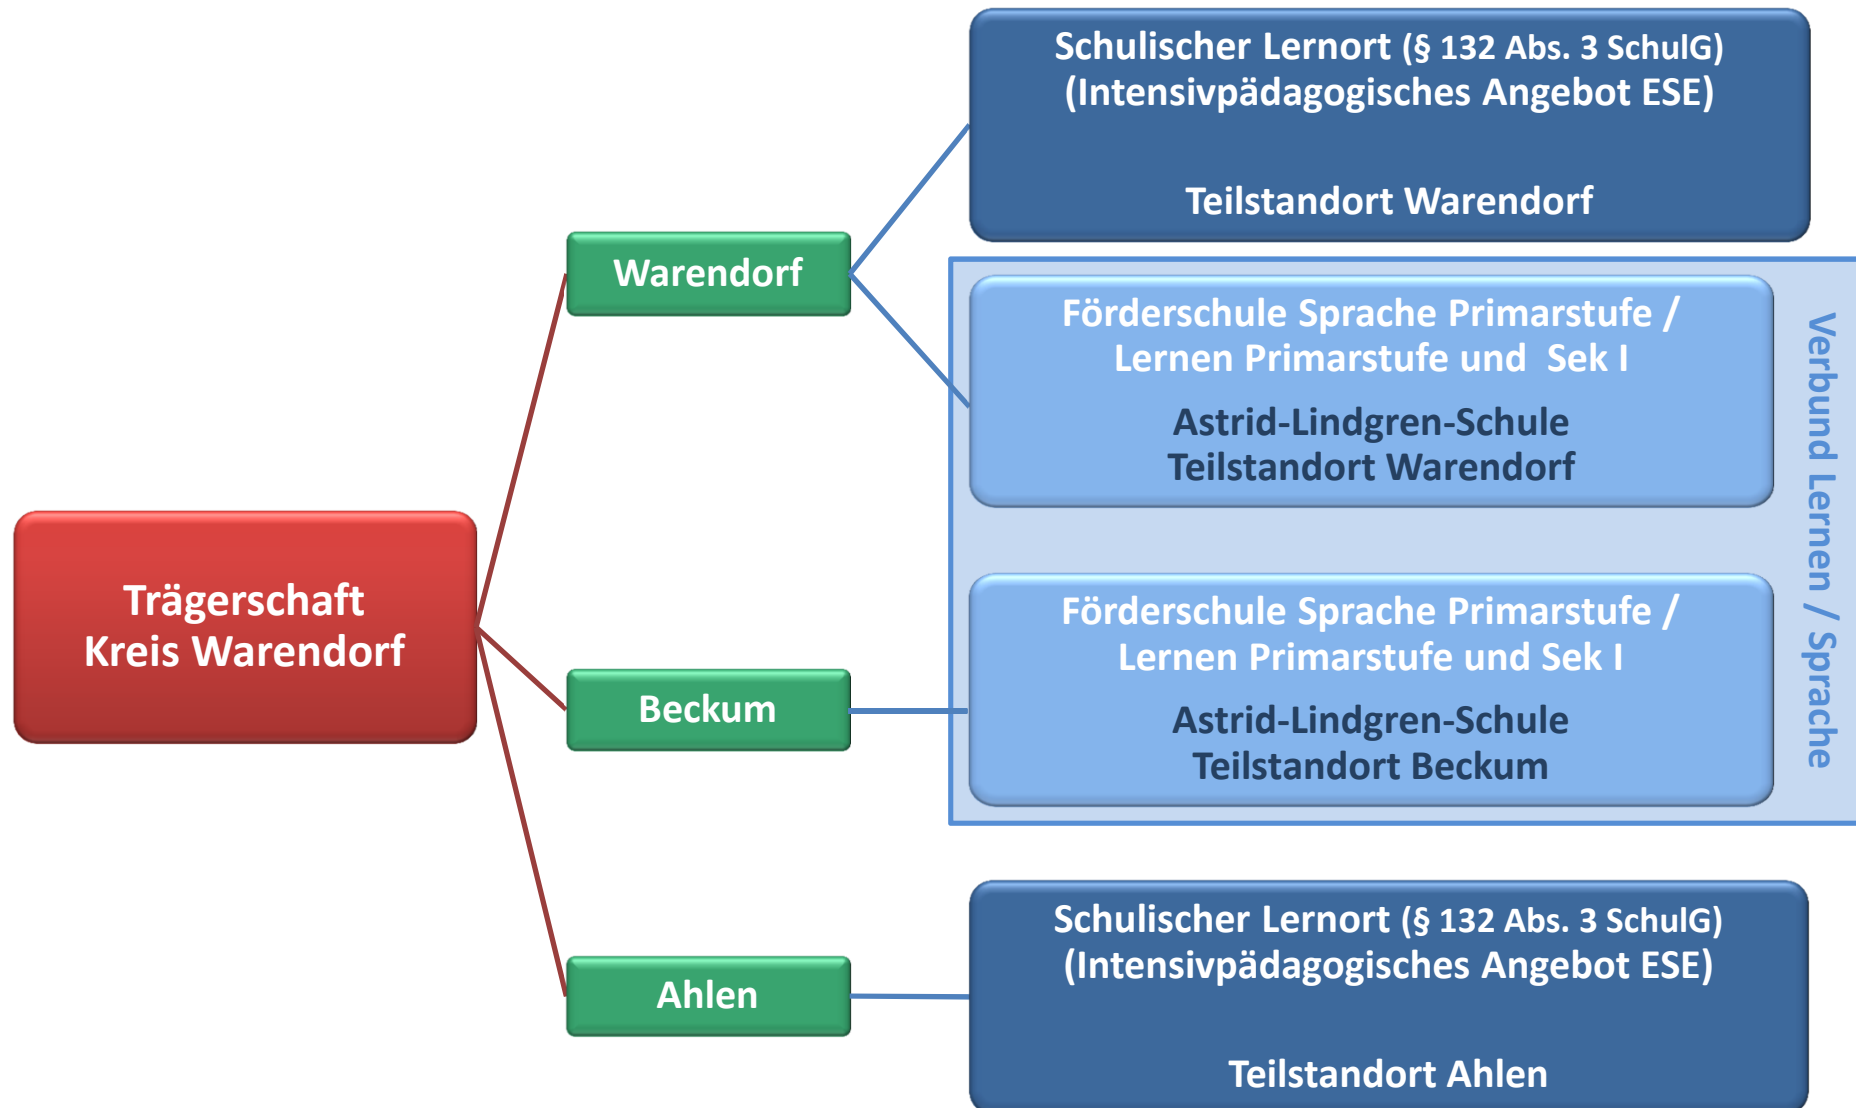 Schulischer Lernort (§ 132 Abs. 3 SchulG)
(Intensivpädagogisches Angebot ESE)
Teilstandort Warendorf
Warendorf
Förderschule Sprache Primarstufe /
Lernen Primarstufe und Sek I
Astrid-Lindgren-Schule
Teilstandort Warendorf
Verbund Lernen / Sprache
Trägerschaft
Kreis Warendorf
Förderschule Sprache Primarstufe /
Lernen Primarstufe und Sek I
Astrid-Lindgren-Schule
Teilstandort Beckum
Beckum
Schulischer Lernort (§ 132 Abs. 3 SchulG)
(Intensivpädagogisches Angebot ESE)
Teilstandort Ahlen
Ahlen